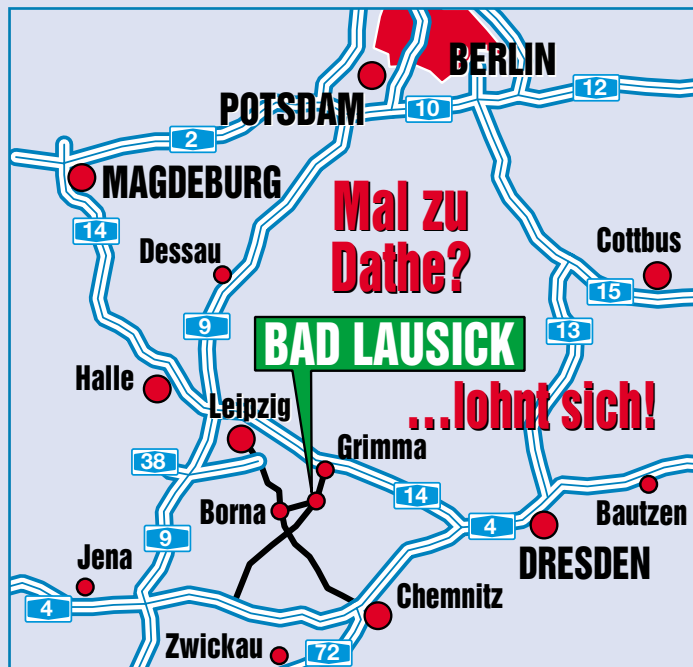 BERLIN
POTSDAM
12
10
2
MAGDEBURG
14
Mal zu
Dathe?
Cottbus
Dessau
15
9
13
BAD LAUSICK
Halle
Leipzig
...lohnt sich!
Grimma
38
14
Borna
4
Bautzen
9
DRESDEN
Jena
4
Chemnitz
Zwickau
72